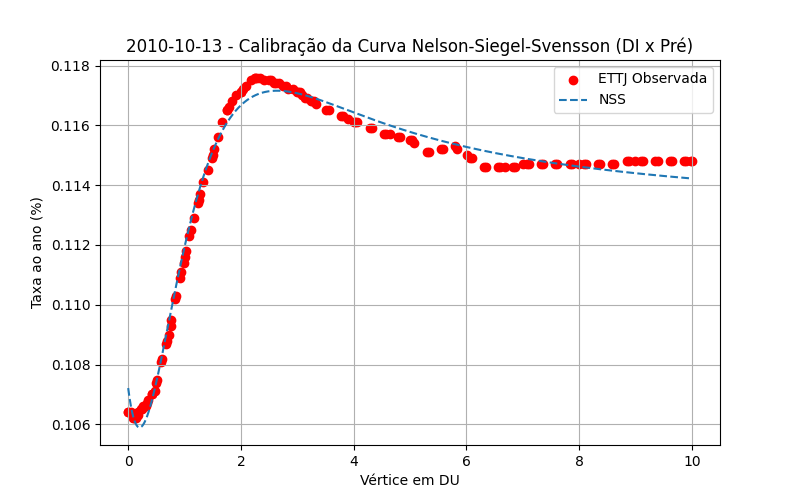 2010-10-13 - Calibração da Curva Nelson-Siegel-Svensson (DI x Pré)
0.118
0.116
0.114
0.112
0.110
0.108
0.106
Taxa ao ano (%)
ETTJ Observada
NSS
0 2 4 6 8 10
Vértice em DU